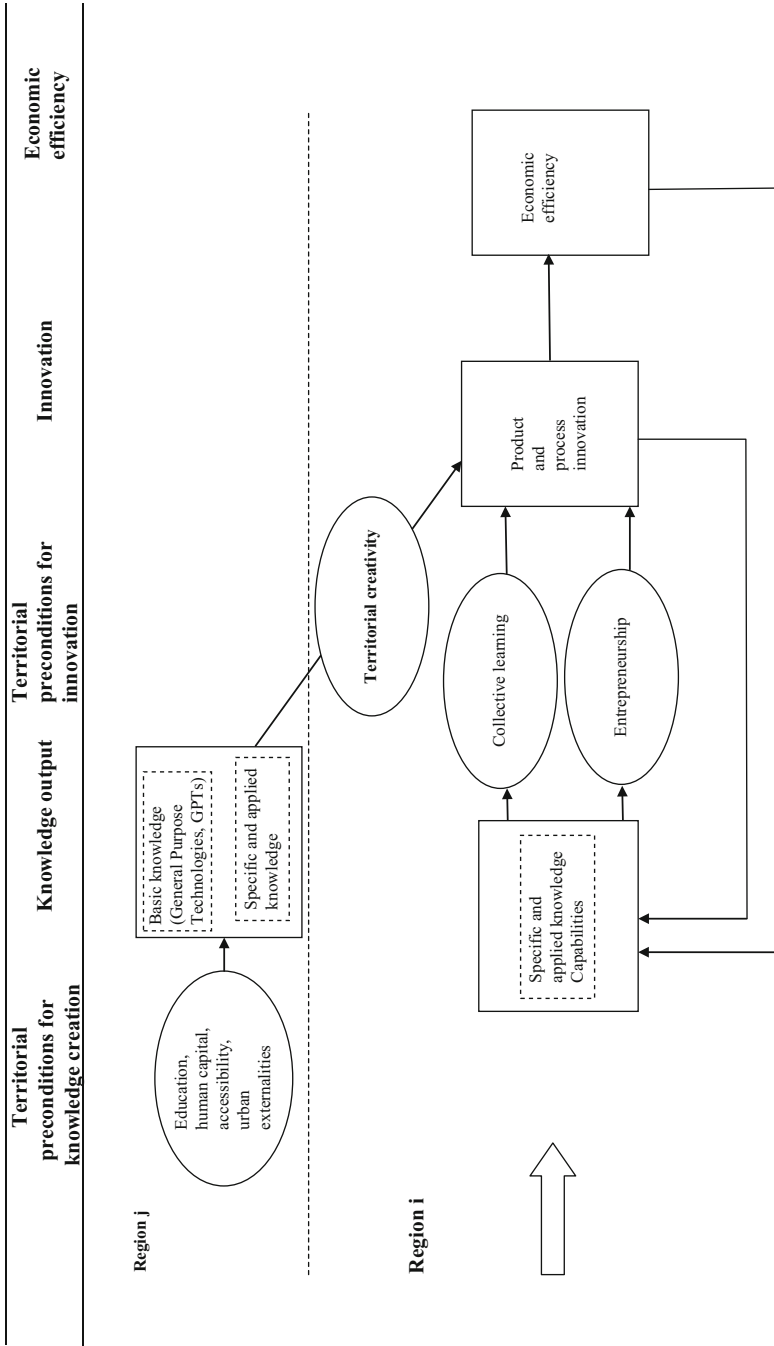 Territorial
preconditions for
knowledge creation
Knowledge output
Territorial
preconditions for
innovation
Innovation
Economic
efficiency
Region j
Education,
human capital,
accessibility,
urban
externalities
Basic knowledge
(General Purpose
Technologies, GPTs)
Specific and applied
knowledge
Territorial creativity
Region i
Specific and
applied knowledge
Capabilities
Collective learning
Entrepreneurship
Product
and
process
innovation
Economic
efficiency